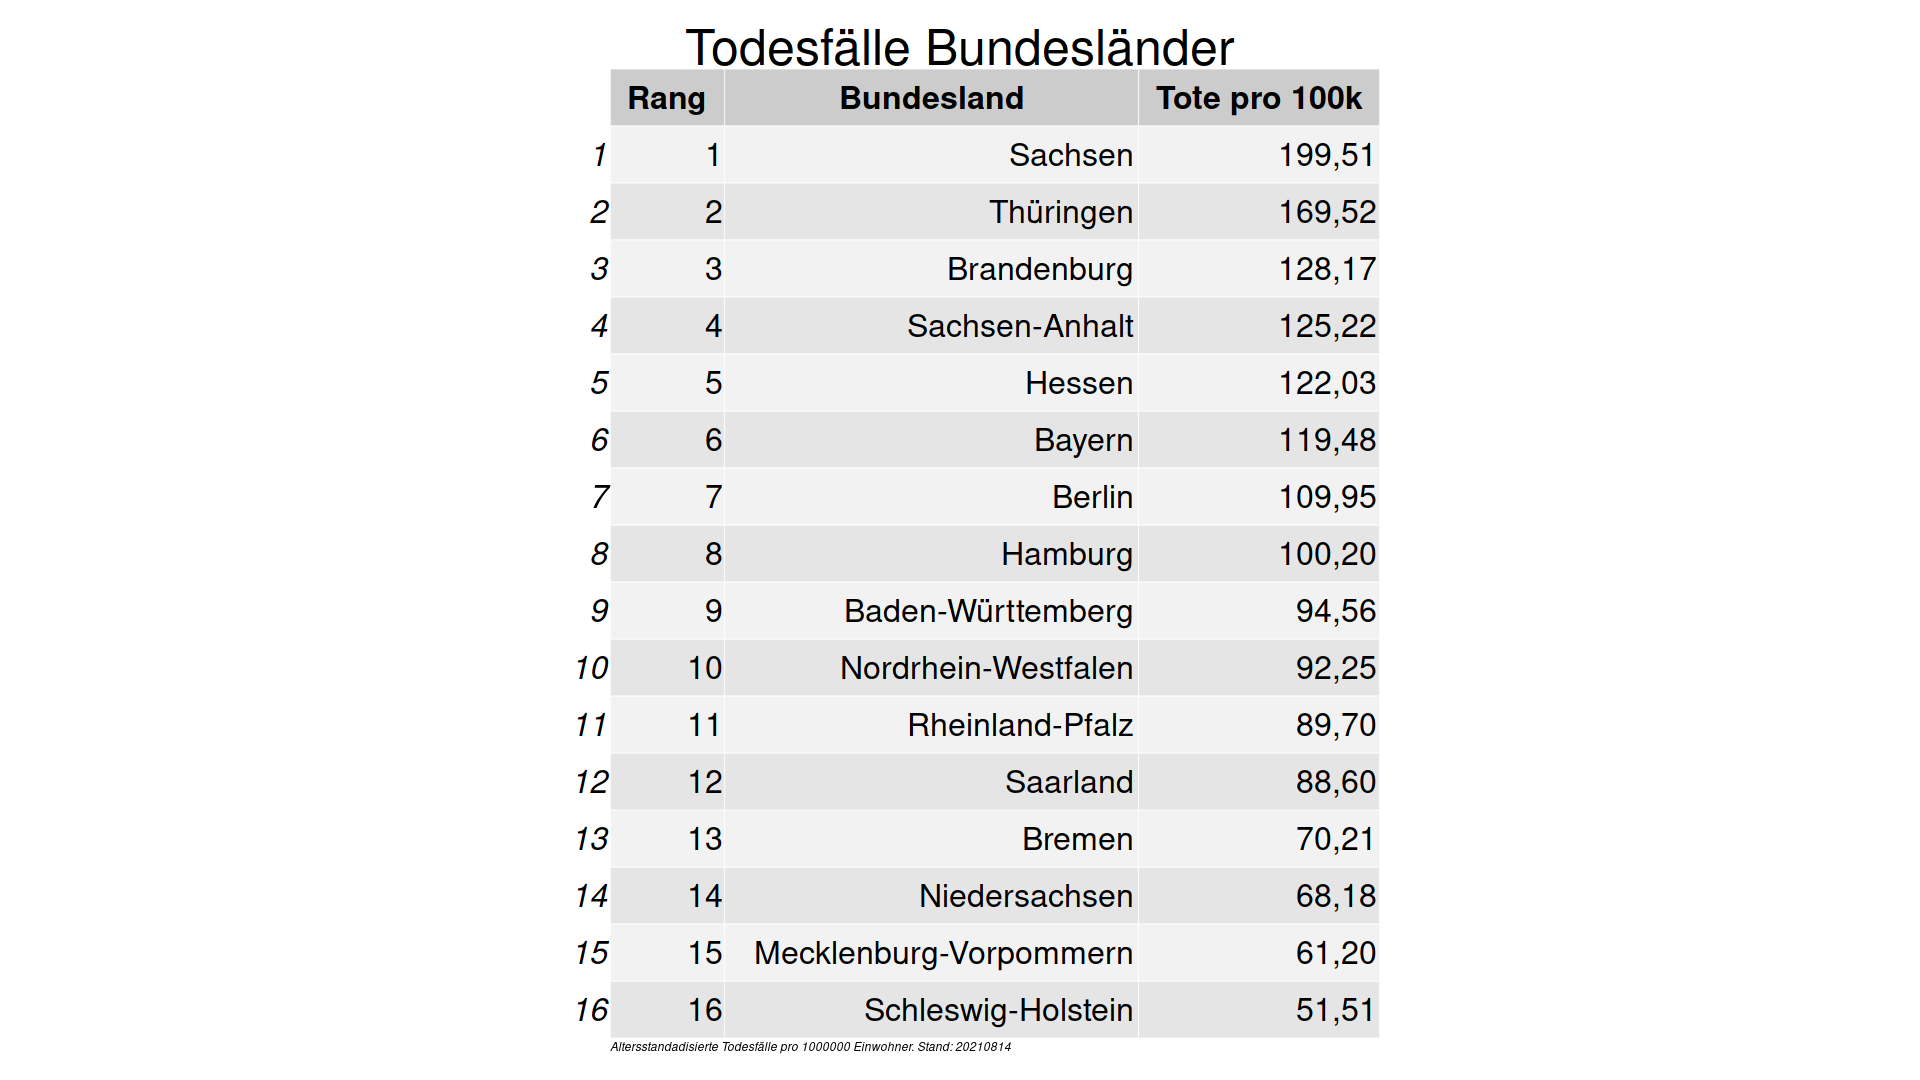 Todesfälle Bundesländer
Rang Bundesland Tote pro 100k
1 1 Sachsen 199,51
2 2 Thüringen 169,52
3 3 Brandenburg 128,17
4 4 Sachsen-Anhalt 125,22
5 5 Hessen 122,03
6 6 Bayern 119,48
7 7 Berlin 109,95
8 8 Hamburg 100,20
9 9 Baden-Württemberg 94,56
10 10 Nordrhein-Westfalen 92,25
11 11 Rheinland-Pfalz 89,70
12 12 Saarland 88,60
13 13 Bremen 70,21
14 14 Niedersachsen 68,18
15 15 Mecklenburg-Vorpommern 61,20
16 16 Schleswig-Holstein 51,51
Altersstandadisierte Todesfälle pro 1000000 Einwohner. Stand: 20210814